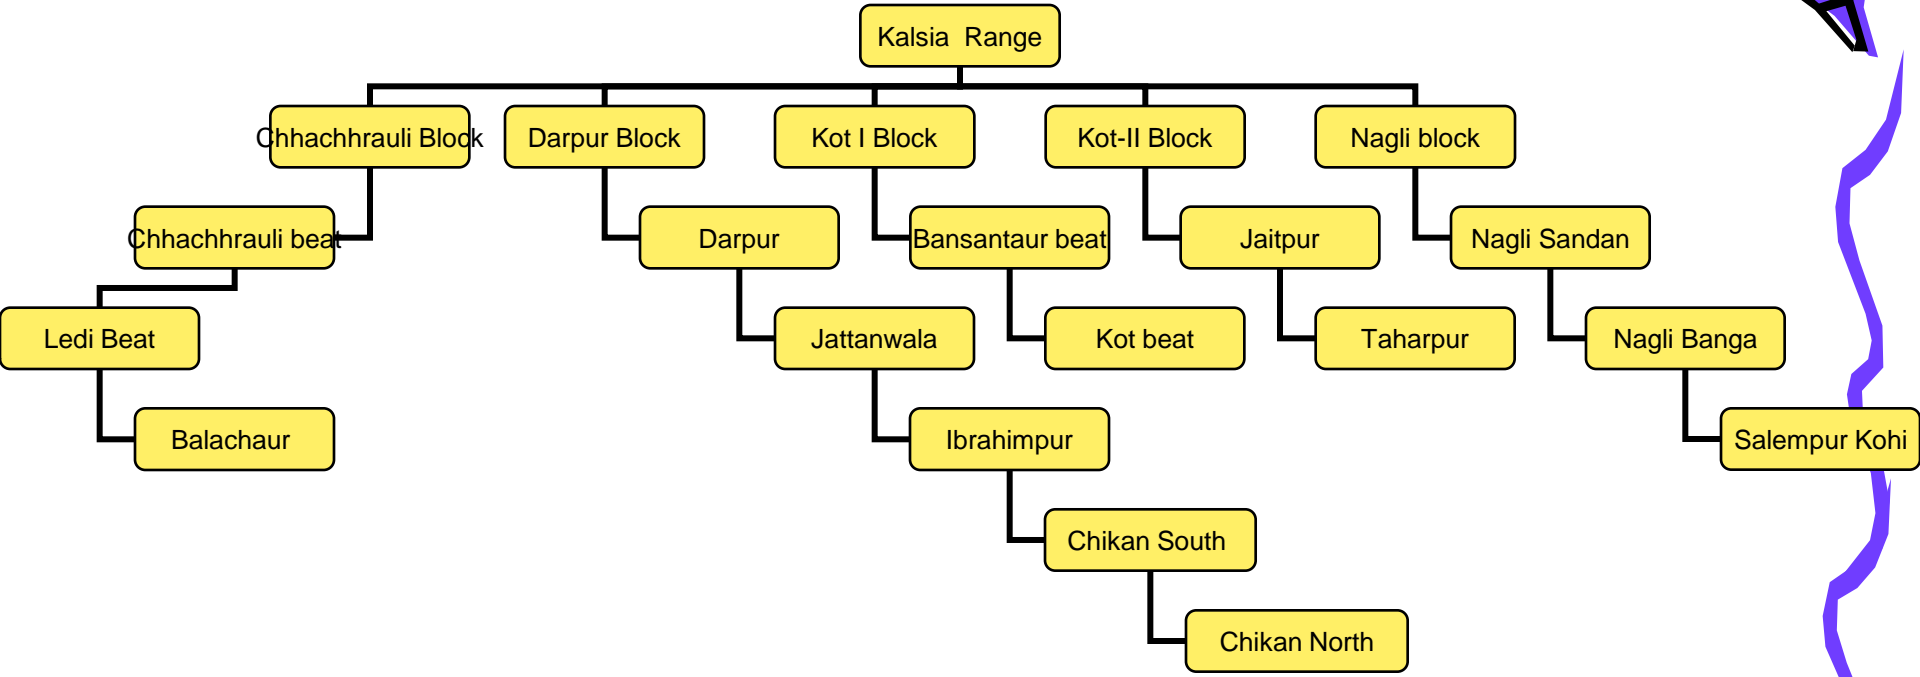 Kalsia Range
Chhachhrauli Block
Darpur Block
Kot I Block
Kot-II Block
Nagli block
Chhachhrauli beat
Darpur
Bansantaur beat
Jaitpur
Nagli Sandan
Ledi Beat
Jattanwala
Kot beat
Taharpur
Nagli Banga
Balachaur
Ibrahimpur
Salempur Kohi
Chikan South
Chikan North